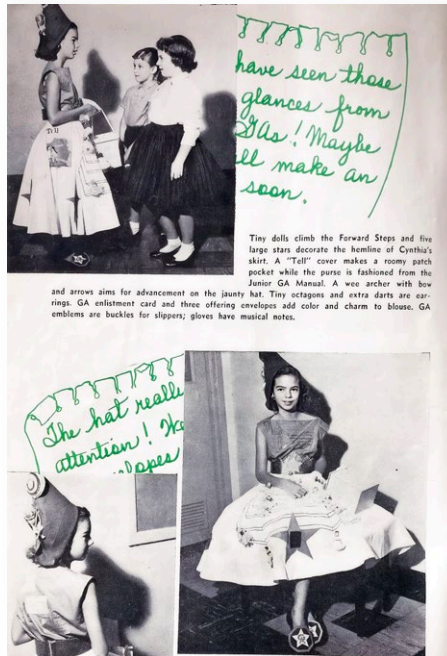 Tell
have seen those
glances from
GAs! Maybe
ll make an
soon.
Tiny dolls climb the Forward Steps and five
large stars decorate the hemline of Cynthia's
skirt. A "Tell" cover makes a roomy patch
pocket while the purse is fashioned from the
Junior GA Manual. A wee archer with bow
and arrows aims for advancement on the jaunty hat. Tiny octagons and extra darts are ear-
rings. GA enlistment card and three offering envelopes add color and charm to blouse. GA
emblems are buckles for slippers; gloves have musical notes.
The hat really
attention!
lopes